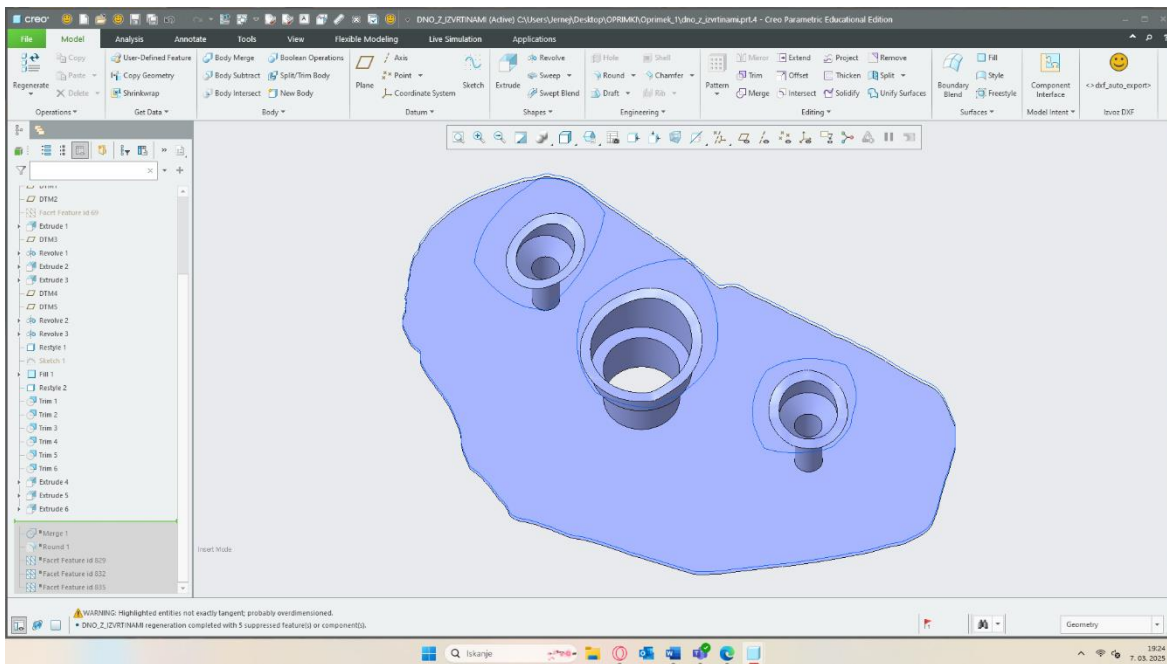 creo
DNO_Z_IZVRTINAMI (Active) C:\Users\Jernej\Desktop\OPRIMKI\Oprimek_1\dno_z_izvrtinami.prt.4 - Creo Parametric Educational Edition
File Model Analysis Annotate Tools View Flexible Modeling Live Simulation Applications
Copy User-Defined Feature Body Merge Boolean Operations Axis Revolve Hole Shell Mirror Extend Project Remove Fill
Paste Copy Geometry Body Subtract Split/Trim Body Point Sweep Round Chamfer Trim Offset Thicken Split Style
Regenerate Delete Shrinkwrap Body Intersect New Body Plane Coordinate System Sketch Extrude Swept Blend Draft Rib Pattern Merge Intersect Solidify Unify Surfaces Boundary Blend Freestyle Component Interface <>dxf_auto_export>
Operations Get Data Body Datum Shapes Engineering Editing Surfaces Model Intent Izvoz DXF
DTM1
DTM2
Facet Feature id 69
Extrude 1
DTM3
Revolve 1
Extrude 2
Extrude 3
DTM4
DTM5
Revolve 2
Revolve 3
Restyle 1
Sketch 1
Fill 1
Restyle 2
Trim 1
Trim 2
Trim 3
Trim 4
Trim 5
Trim 6
Extrude 4
Extrude 5
Extrude 6
*Merge 1
*Round 1
*Facet Feature id 829
*Facet Feature id 832
*Facet Feature id 835
Insert Mode
WARNING: Highlighted entities not exactly tangent; probably overdimensioned.
• DNO_Z_IZVRTINAMI regeneration completed with 5 suppressed feature(s) or component(s).
Geometry
Iskanje
19:24
7. 03. 2025